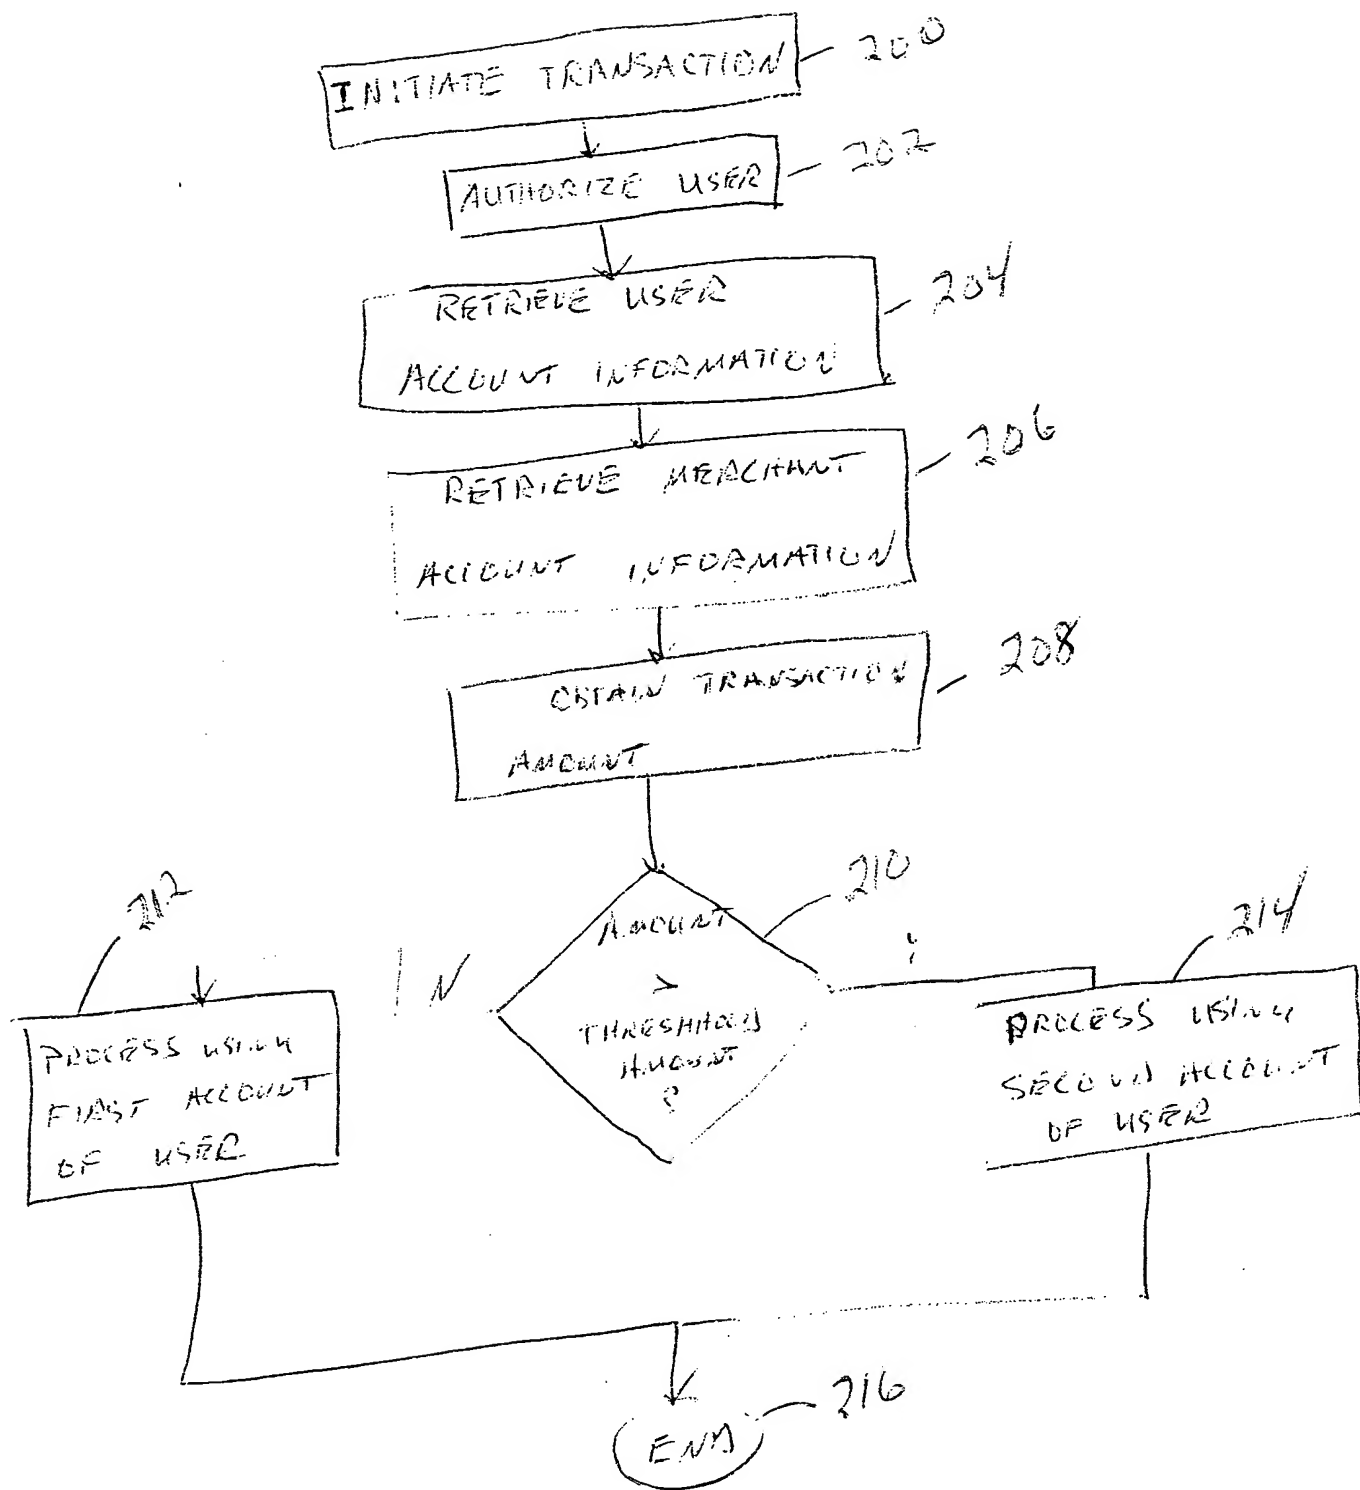 INITIATE TRANSACTION
200
AUTHORIZE USER
202
RETRIEVE USER
ACCOUNT INFORMATION
204
RETRIEVE MERCHANT
ACCOUNT INFORMATION
206
OBTAIN TRANSACTION
AMOUNT
208
AMOUNT
>
THRESHHOLD
AMOUNT
?
210
N
212
PROCESS USING
FIRST ACCOUNT
OF USER
214
PROCESS USING
SECOND ACCOUNT
OF USER
END
216